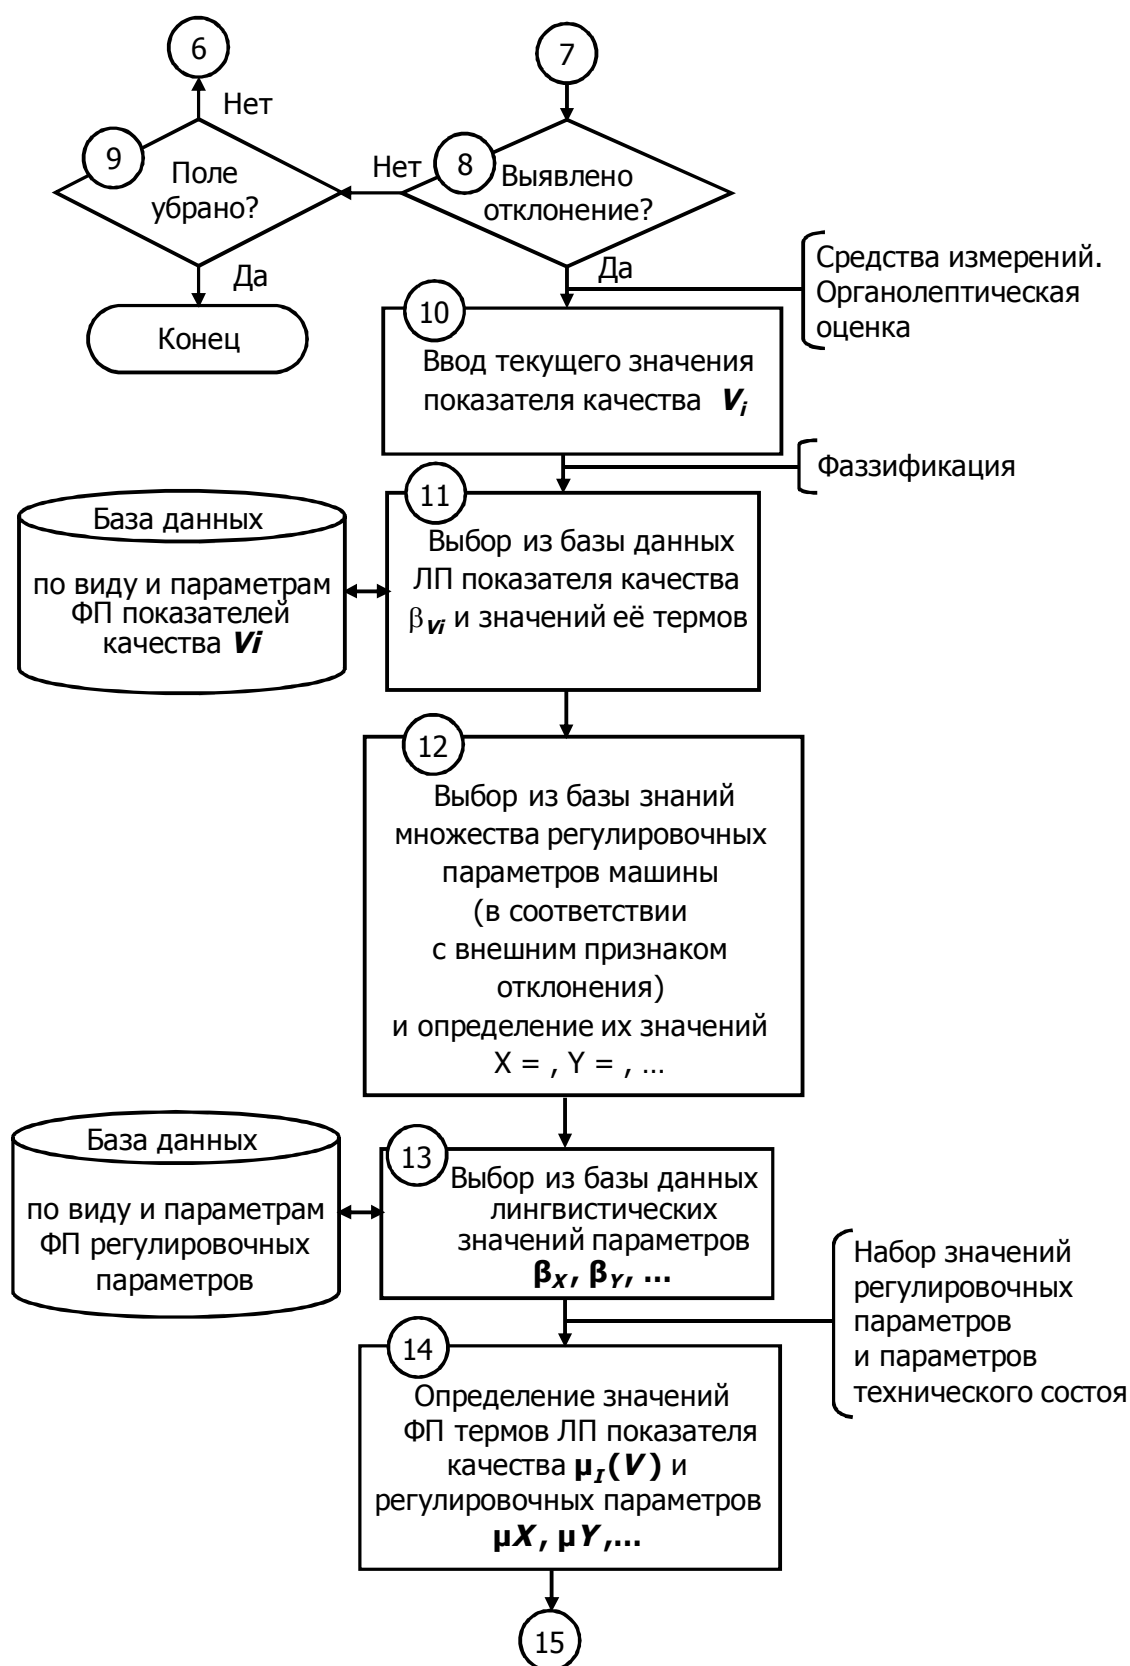 6
7
Нет
9
Поле
убрано?
Нет
8
Выявлено
отклонение?
Да
Конец
Да
Средства измерений.
Органолептическая
оценка
10
Ввод текущего значения
показателя качества Vi
Фаззификация
11
Выбор из базы данных
ЛП показателя качества
βVi и значений её термов
База данных
по виду и параметрам
ФП показателей
качества Vi
12
Выбор из базы знаний
множества регулировочных
параметров машины
(в соответствии
с внешним признаком
отклонения)
и определение их значений
X = , Y = , ...
База данных
по виду и параметрам
ФП регулировочных
параметров
13
Выбор из базы данных
лингвистических
значений параметров
βX, βY, ...
Набор значений
регулировочных
параметров
и параметров
технического состоя
14
Определение значений
ФП термов ЛП показателя
качества µI(V) и
регулировочных параметров
µX, µY,...
15